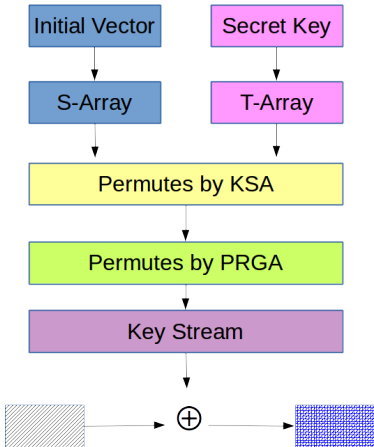 Initial Vector
Secret Key
S-Array
T-Array
Permutes by KSA
Permutes by PRGA
Key Stream
⊕